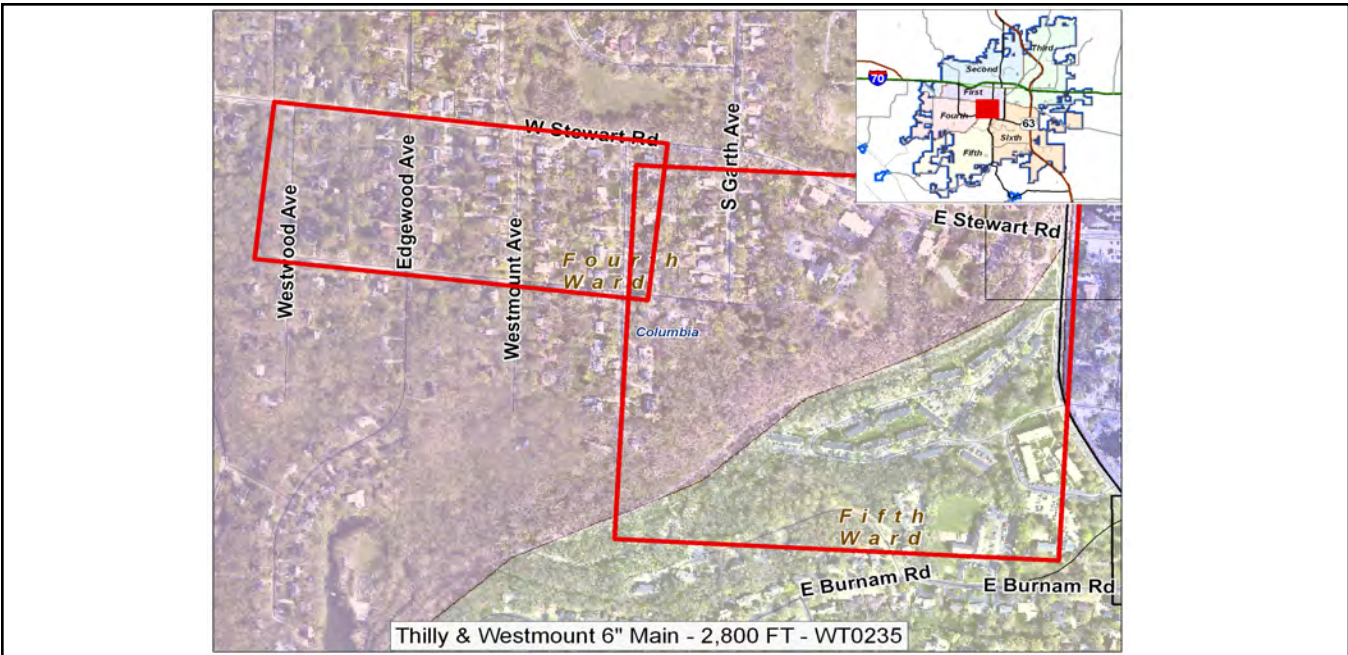 Third
Second
70
First
Fourth
63
Sixth
Fifth
W Stewart Rd
S Garth Ave
Edgewood Ave
Westwood Ave
Westmount Ave
E Stewart Rd
Fourth
Ward
Columbia
Fifth
Ward
E Burnam Rd
E Burnam Rd
Thilly & Westmount 6" Main - 2,800 FT - WT0235